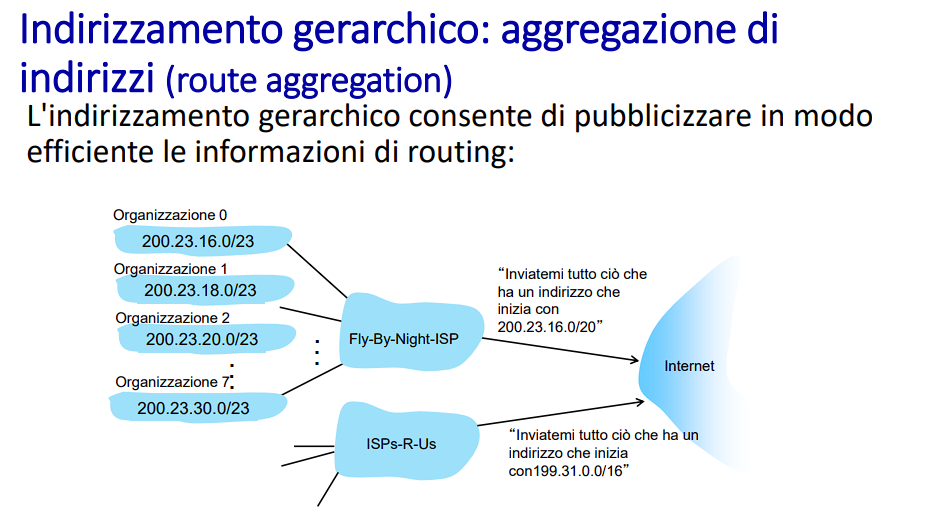 Indirizzamento gerarchico: aggregazione di
indirizzi (route aggregation)
L'indirizzamento gerarchico consente di pubblicizzare in modo
efficiente le informazioni di routing:
Organizzazione 0
200.23.16.0/23
Organizzazione 1
200.23.18.0/23
Organizzazione 2
200.23.20.0/23
Organizzazione 7
200.23.30.0/23
Fly-By-Night-ISP
ISPs-R-Us
“Inviatemi tutto ciò che
ha un indirizzo che
inizia con
200.23.16.0/20”
Internet
“Inviatemi tutto ciò che ha un
indirizzo che inizia
con199.31.0.0/16”